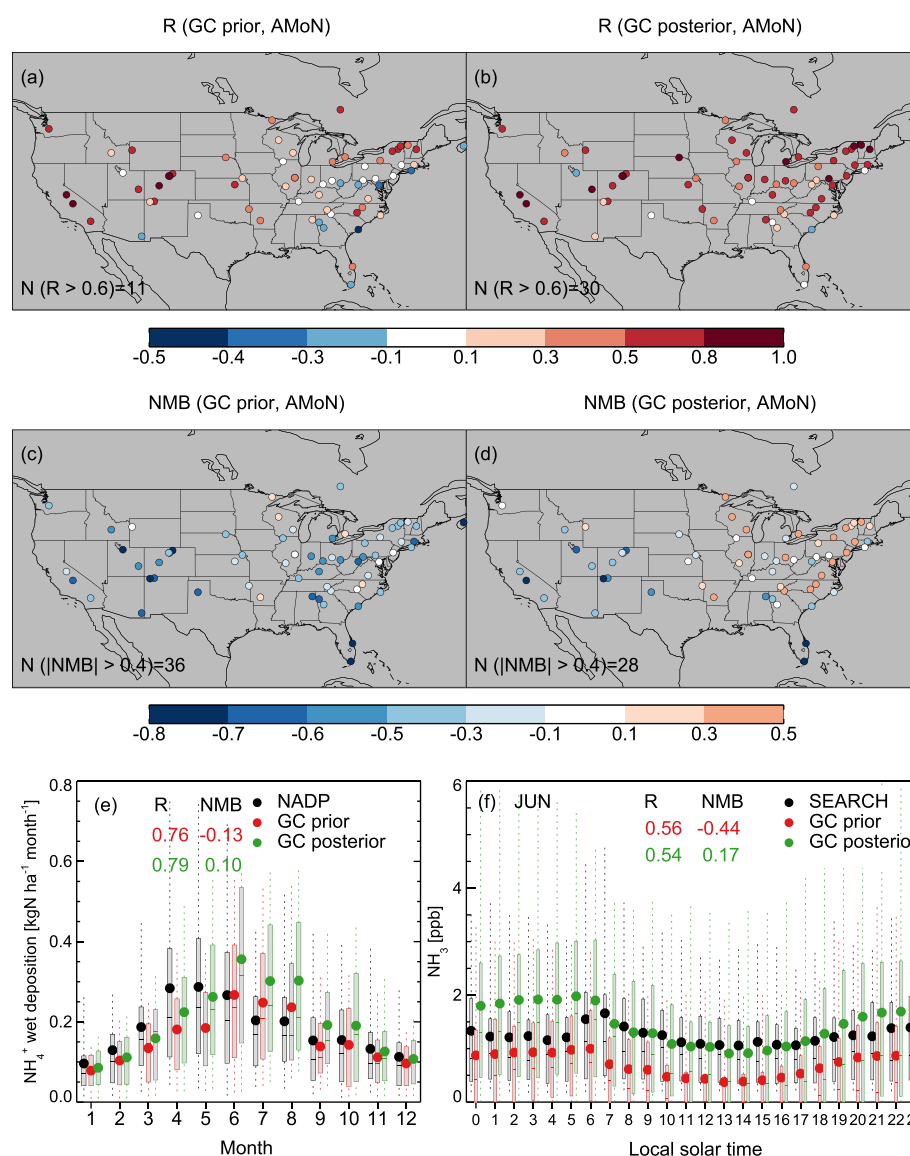 R (GC prior, AMoN)
R (GC posterior, AMoN)
(a)
(b)
N (R > 0.6)=11
N (R > 0.6)=30
-0.5 -0.4 -0.3 -0.1 0.1 0.3 0.5 0.8 1.0
NMB (GC prior, AMoN)
NMB (GC posterior, AMoN)
(c)
(d)
N (|NMB| > 0.4)=36
N (|NMB| > 0.4)=28
-0.8 -0.7 -0.6 -0.5 -0.3 -0.1 0.1 0.3 0.5
(e)
R NMB
0.76 -0.13
0.79 0.10
NADP
GC prior
GC posterior
NH₄⁺ wet deposition [kgN ha⁻¹ month⁻¹]
0.8
0.6
0.4
0.2
0.0
1 2 3 4 5 6 7 8 9 10 11 12
Month
(f) JUN
R NMB
0.56 -0.44
0.54 0.17
SEARCH
GC prior
GC posterio
NH₃ [ppb]
6
4
2
0
0 1 2 3 4 5 6 7 8 9 10 11 12 13 14 15 16 17 18 19 20 21 22 2
Local solar time